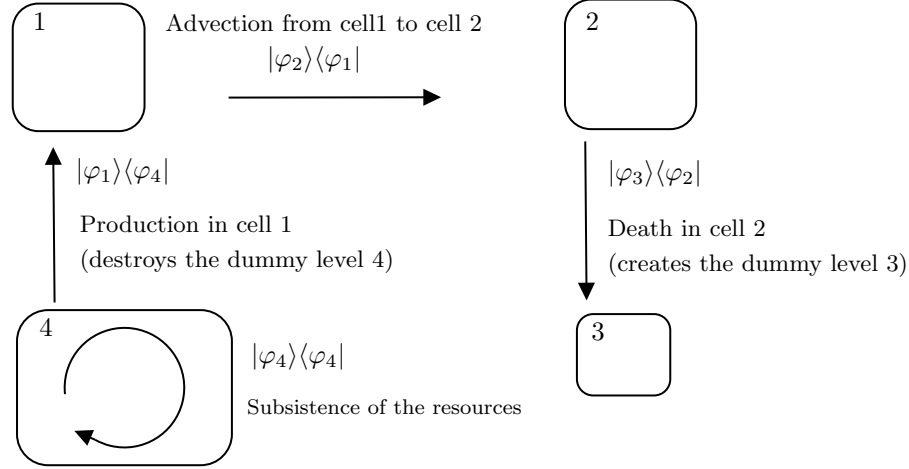 1
Advection from cell1 to cell 2
|φ₂⟩⟨φ₁|
2
|φ₁⟩⟨φ₄|
Production in cell 1
(destroys the dummy level 4)
|φ₃⟩⟨φ₂|
Death in cell 2
(creates the dummy level 3)
4
|φ₄⟩⟨φ₄|
Subsistence of the resources
3